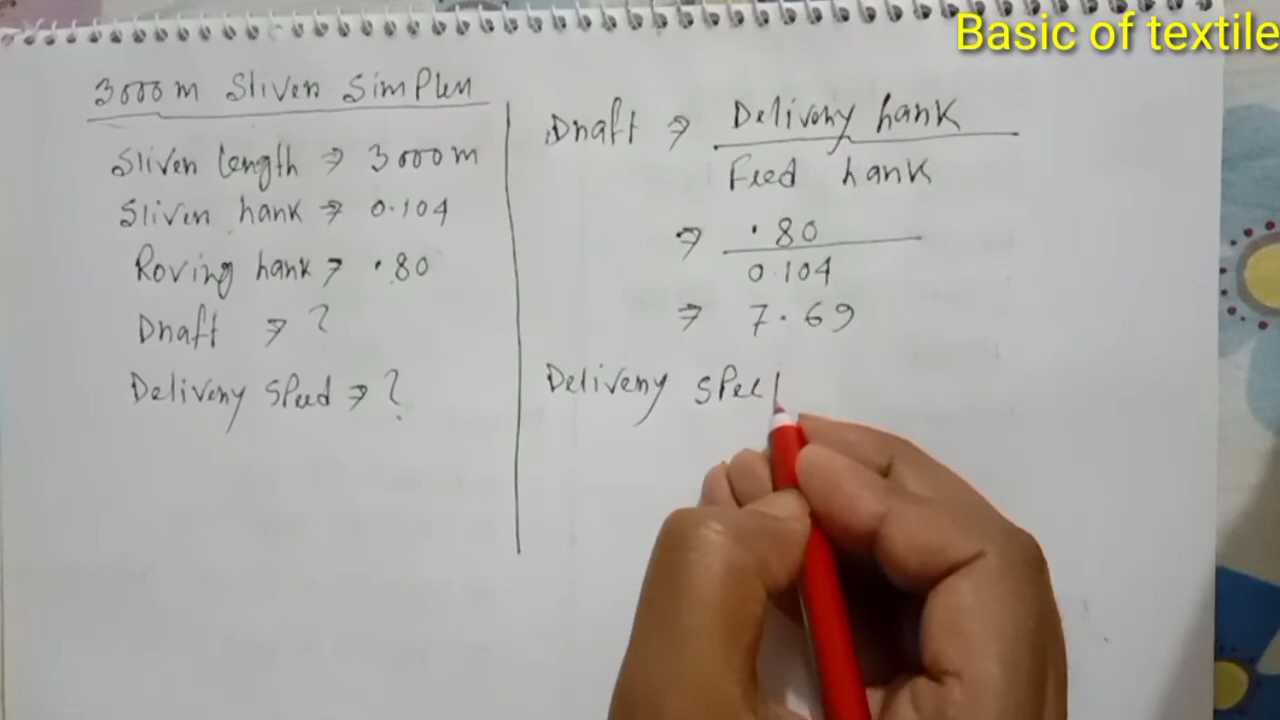 Basic of textile
3000m Sliver Simplex
Sliver length ⇒ 3000m
Sliver hank ⇒ 0.104
Roving hank ⇒ .80
Draft ⇒ ?
Delivery Speed ⇒ ?
Draft ⇒ Delivery hank
Feed hank
⇒ .80
0.104
⇒ 7.69
Delivery spee